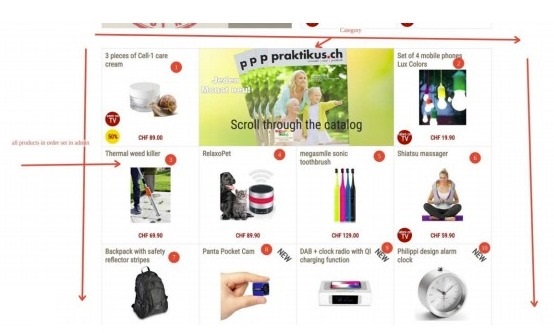 Category
3 pieces of Cell-1 care
cream
1
TV
50%
CHF 89.00
p p p praktikus.ch
Jeden
Monat neu!
Scroll through the catalog
Set of 4 mobile phones
Lux Colors
2
TV
CHF 19.90
all products in order set in admin
Thermal weed killer
3
CHF 69.90
RelaxoPet
4
CHF 89.90
megasmile sonic
toothbrush
5
CHF 129.00
Shiatsu massager
6
TV
CHF 59.90
Backpack with safety
reflector stripes
7
Panta Pocket Cam
8
NEW
DAB + clock radio with QI
charging function
9
NEW
Philippi design alarm
clock
10
NEW